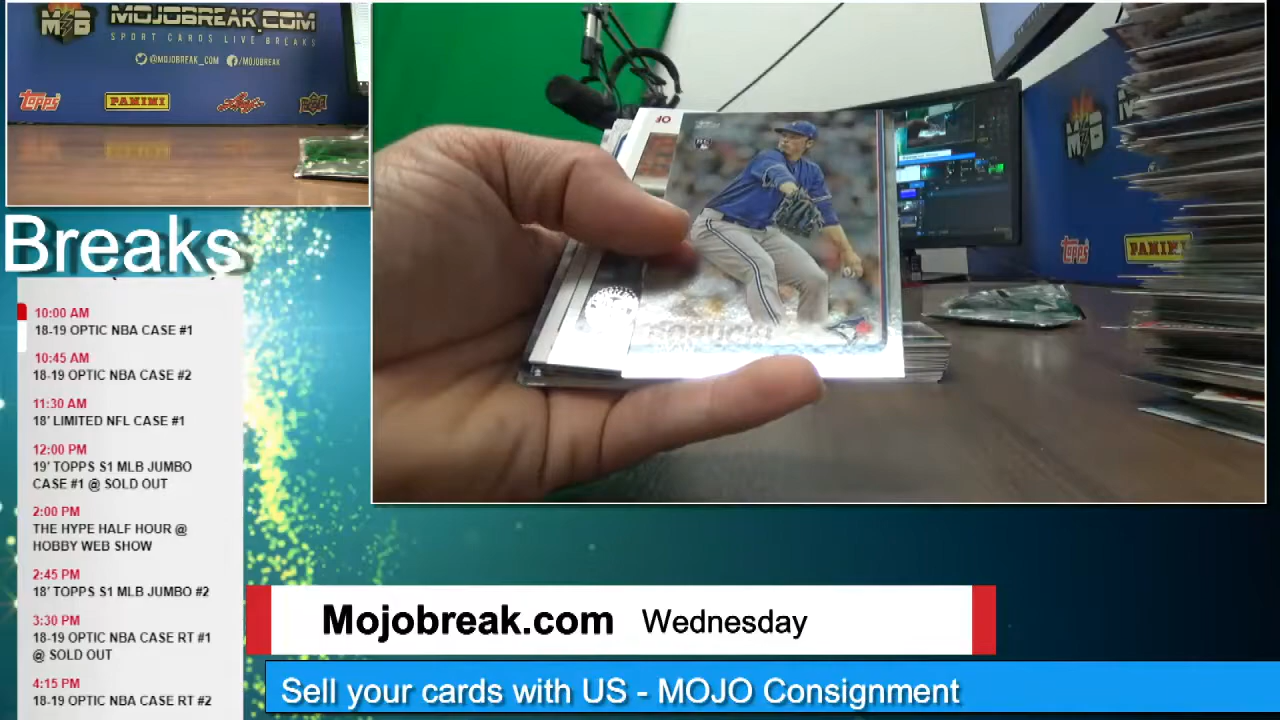 MOJOBREAK.COM
SPORT CARDS LIVE BREAKS
@MOJOBREAK_COM /MOJOBREAK
TOPPS PANINI
Breaks
10:00 AM
18-19 OPTIC NBA CASE #1
10:45 AM
18-19 OPTIC NBA CASE #2
11:30 AM
18' LIMITED NFL CASE #1
12:00 PM
19' TOPPS S1 MLB JUMBO
CASE #1 @ SOLD OUT
2:00 PM
THE HYPE HALF HOUR @
HOBBY WEB SHOW
2:45 PM
18' TOPPS S1 MLB JUMBO #2
3:30 PM
18-19 OPTIC NBA CASE RT #1
@ SOLD OUT
4:15 PM
18-19 OPTIC NBA CASE RT #2
OF
MB
TOPPS PANINI
Mojobreak.com Wednesday
Sell your cards with US - MOJO Consignment